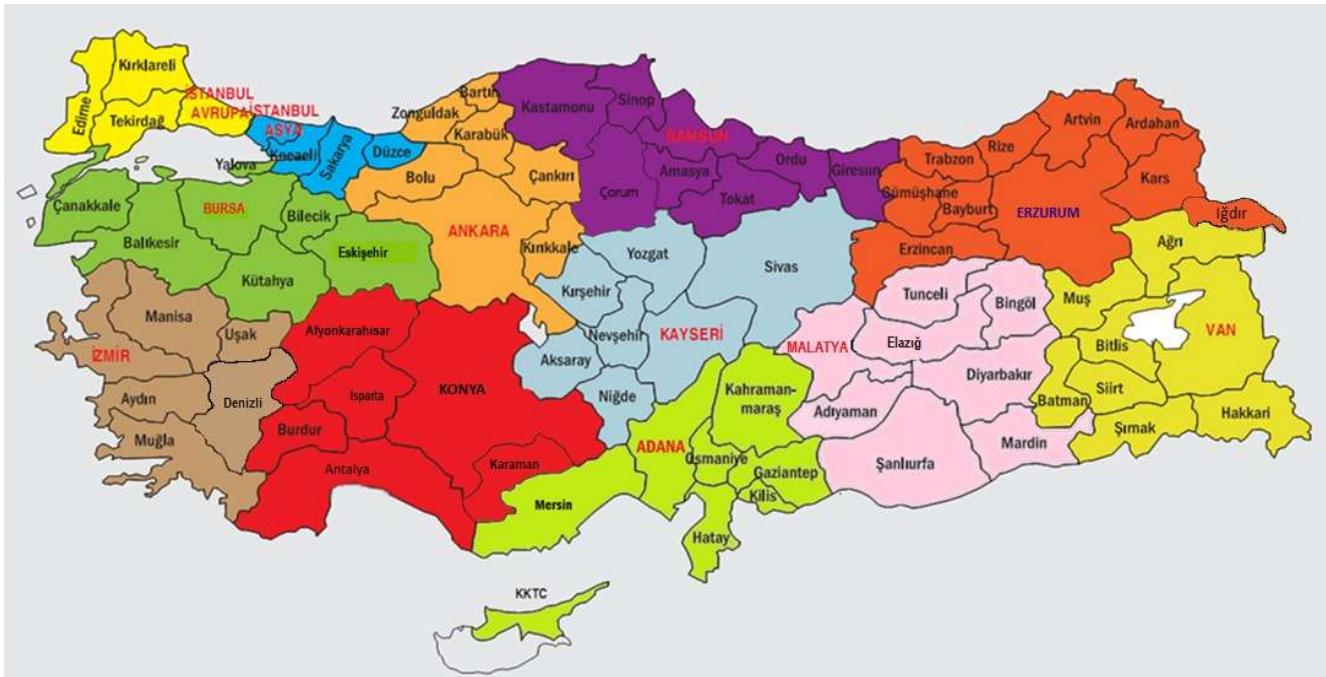 Kırklareli
Edirne
Tekirdağ
İSTANBUL
AVRUPA
İSTANBUL
ASYA
Kocaeli
Sakarya
Düzce
Yalova
Zonguldak
Bartın
Karabük
Bolu
Çankırı
ANKARA
Kırıkkale
Kastamonu
Sinop
SAMSUN
Çorum
Amasya
Ordu
Tokat
Giresun
Trabzon
Rize
Artvin
Ardahan
Gümüşhane
Bayburt
ERZURUM
Kars
Iğdır
Erzincan
Çanakkale
BURSA
Bilecik
Balıkesir
Eskişehir
Kütahya
Yozgat
Sivas
Kırşehir
Nevşehir
KAYSERİ
Aksaray
Niğde
Tunceli
Bingöl
MALATYA
Elazığ
Diyarbakır
Adıyaman
Şanlıurfa
Mardin
Ağrı
Muş
VAN
Bitlis
Siirt
Batman
Şırnak
Hakkari
Manisa
Uşak
İZMİR
Aydın
Denizli
Muğla
Afyonkarahisar
KONYA
Isparta
Burdur
Antalya
Karaman
Kahraman-
maraş
ADANA
Osmaniye
Gaziantep
Kilis
Mersin
Hatay
KKTC